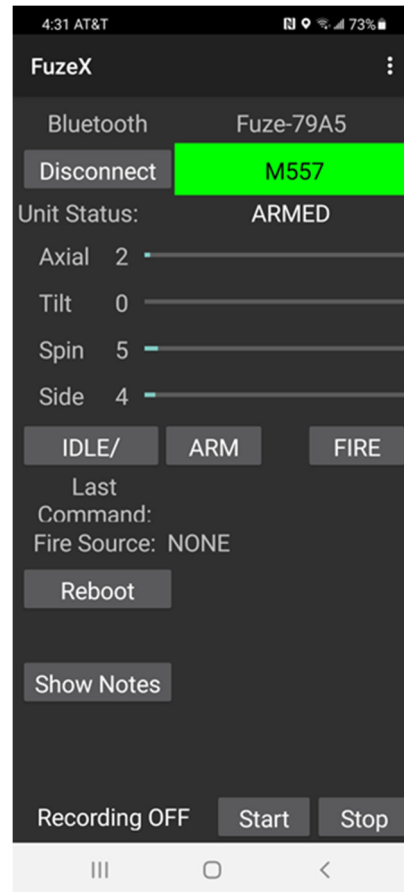 4:31 AT&T 73%
FuzeX
Bluetooth Fuze-79A5
Disconnect M557
Unit Status: ARMED
Axial 2
Tilt 0
Spin 5
Side 4
IDLE/ ARM FIRE
Last
Command:
Fire Source: NONE
Reboot
Show Notes
Recording OFF Start Stop